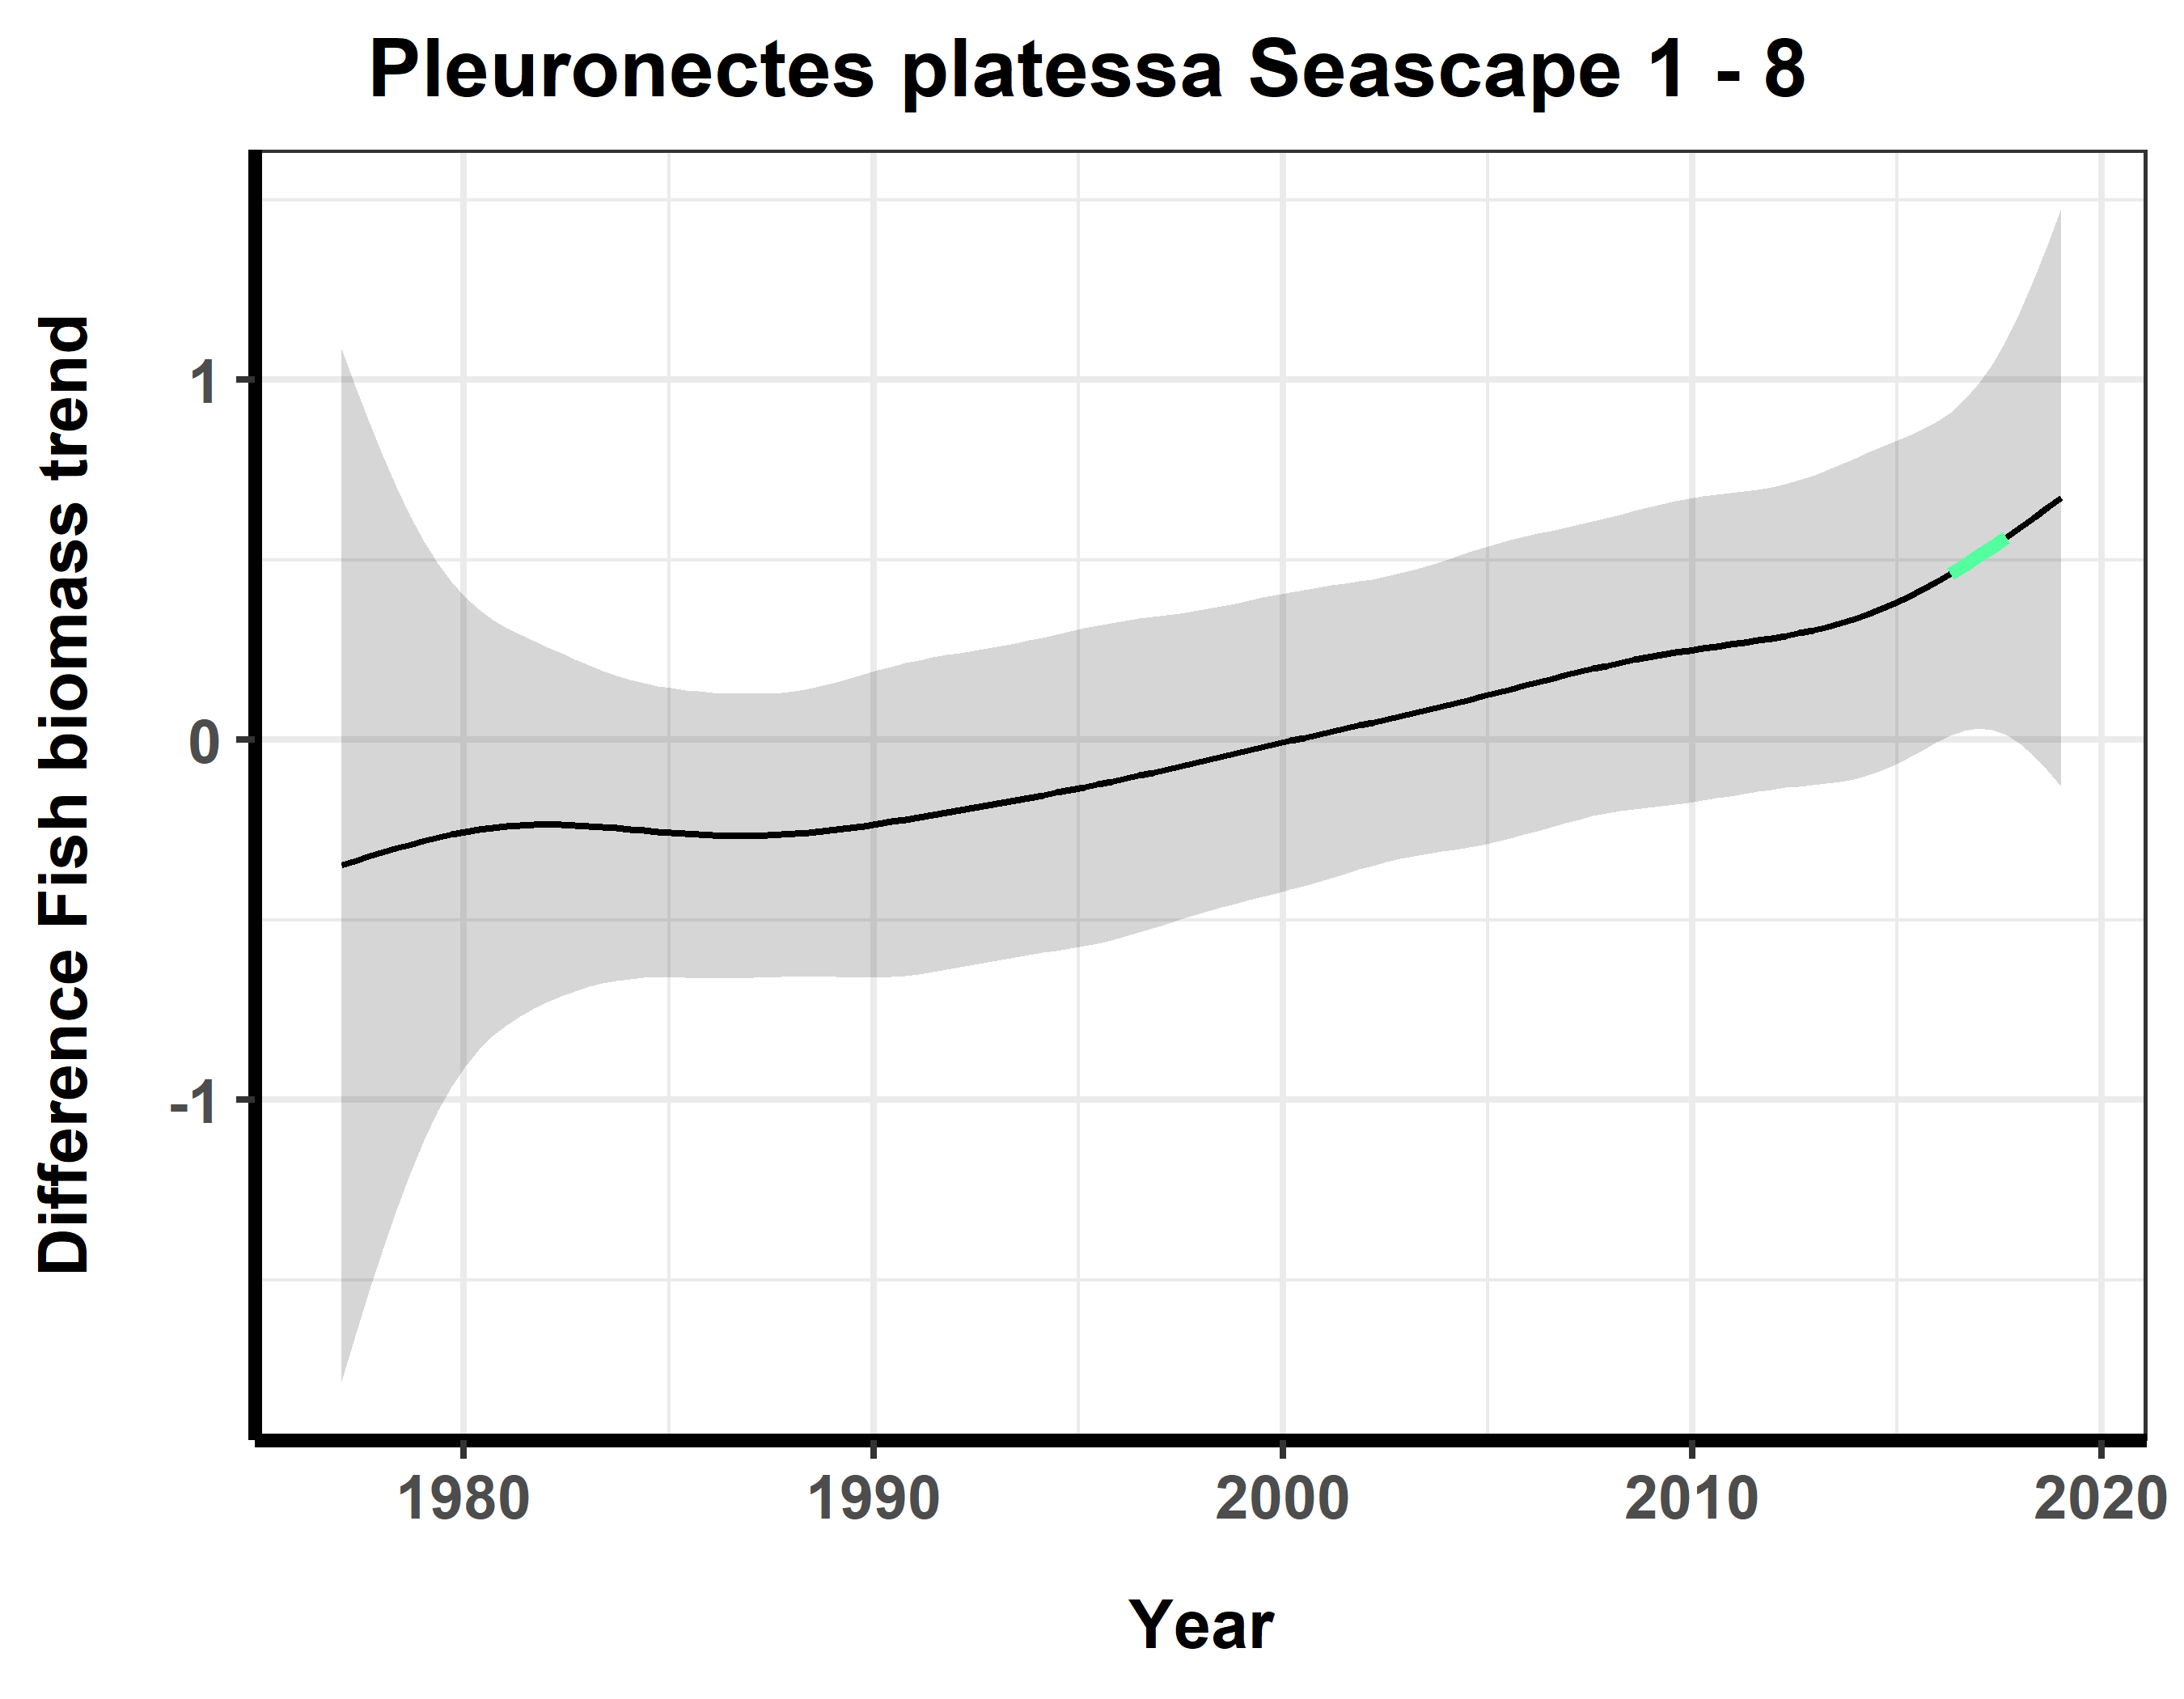 Pleuronectes platessa Seascape 1 - 8
Difference Fish biomass trend
1
0
-1
1980 1990 2000 2010 2020
Year